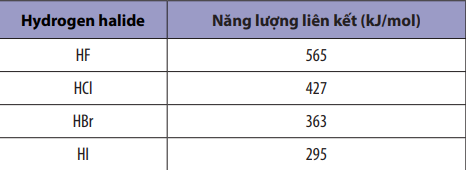 Hydrogen halide Năng lượng liên kết (kJ/mol)
HF 565
HCl 427
HBr 363
HI 295